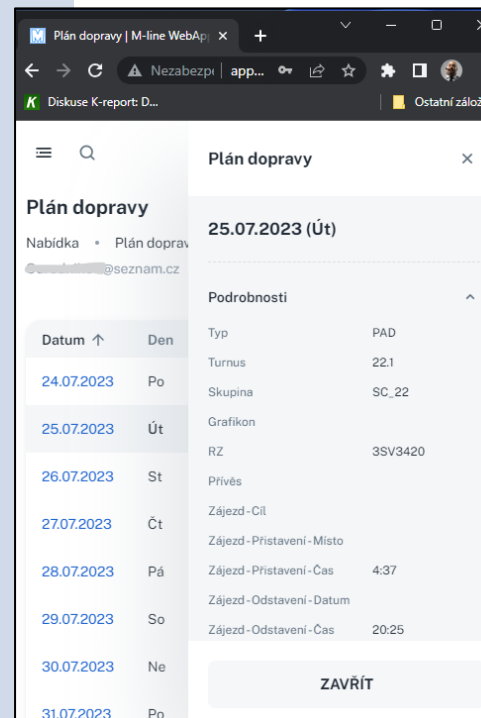 Plán dopravy | M-line WebAp
Nezabezpe app...
Diskuse K-report: D...
Ostatní zálož
Plán dopravy
Nabídka • Plán doprav
@seznam.cz
Datum ↑ Den
24.07.2023 Po
25.07.2023 Út
26.07.2023 St
27.07.2023 Čt
28.07.2023 Pá
29.07.2023 So
30.07.2023 Ne
31.07.2023 Po
Plán dopravy
25.07.2023 (Út)
Podrobnosti
Typ PAD
Turnus 22.1
Skupina SC_22
Grafikon
RZ 3SV3420
Přívěs
Zájezd-Cíl
Zájezd-Přistavení-Místo
Zájezd-Přistavení-Čas 4:37
Zájezd-Odstavení-Datum
Zájezd-Odstavení-Čas 20:25
ZAVŘÍT